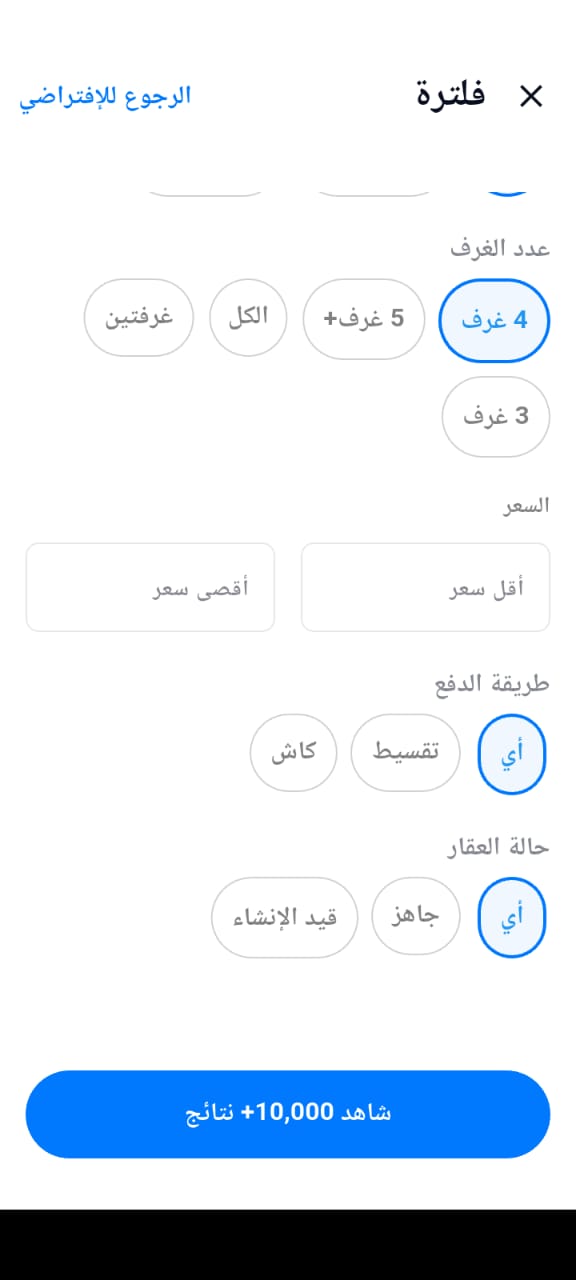 فلترة
الرجوع للإفتراضي
عدد الغرف
4 غرف
5 غرف+
الكل
غرفتين
3 غرف
السعر
أقل سعر
أقصى سعر
طريقة الدفع
أي
تقسيط
كاش
حالة العقار
أي
جاهز
قيد الإنشاء
شاهد 10,000+ نتائج